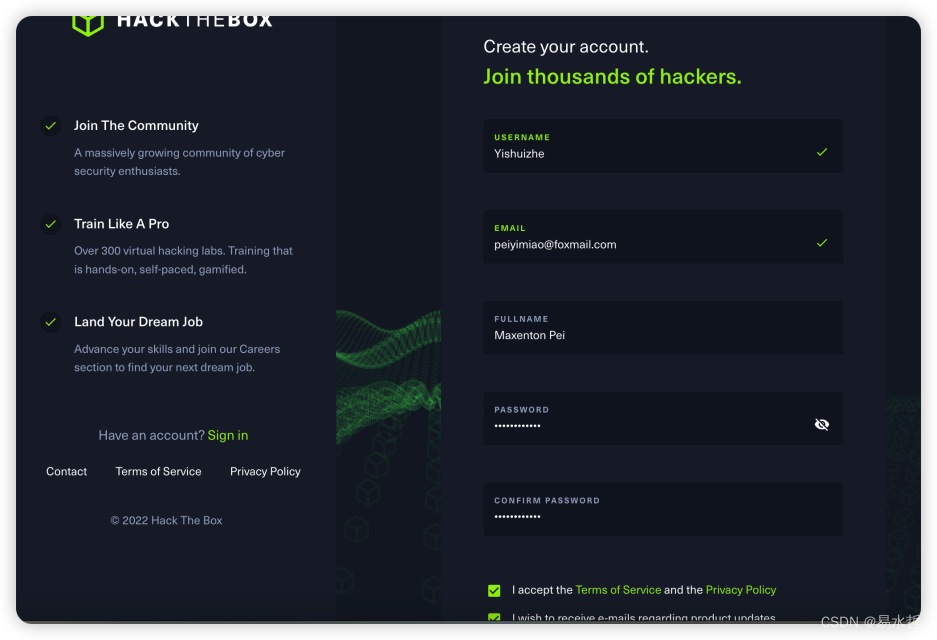 HACKTHEBOX
Join The Community
A massively growing community of cyber
security enthusiasts.
Train Like A Pro
Over 300 virtual hacking labs. Training that
is hands-on, self-paced, gamified.
Land Your Dream Job
Advance your skills and join our Careers
section to find your next dream job.
Have an account? Sign in
Contact Terms of Service Privacy Policy
© 2022 Hack The Box
Create your account.
Join thousands of hackers.
USERNAME
Yishuizhe
EMAIL
peiyimiao@foxmail.com
FULLNAME
Maxenton Pei
PASSWORD
••••••••••••
CONFIRM PASSWORD
••••••••••••
I accept the Terms of Service and the Privacy Policy
I wish to receive e-mails regarding product updates
CSDN @易水哲